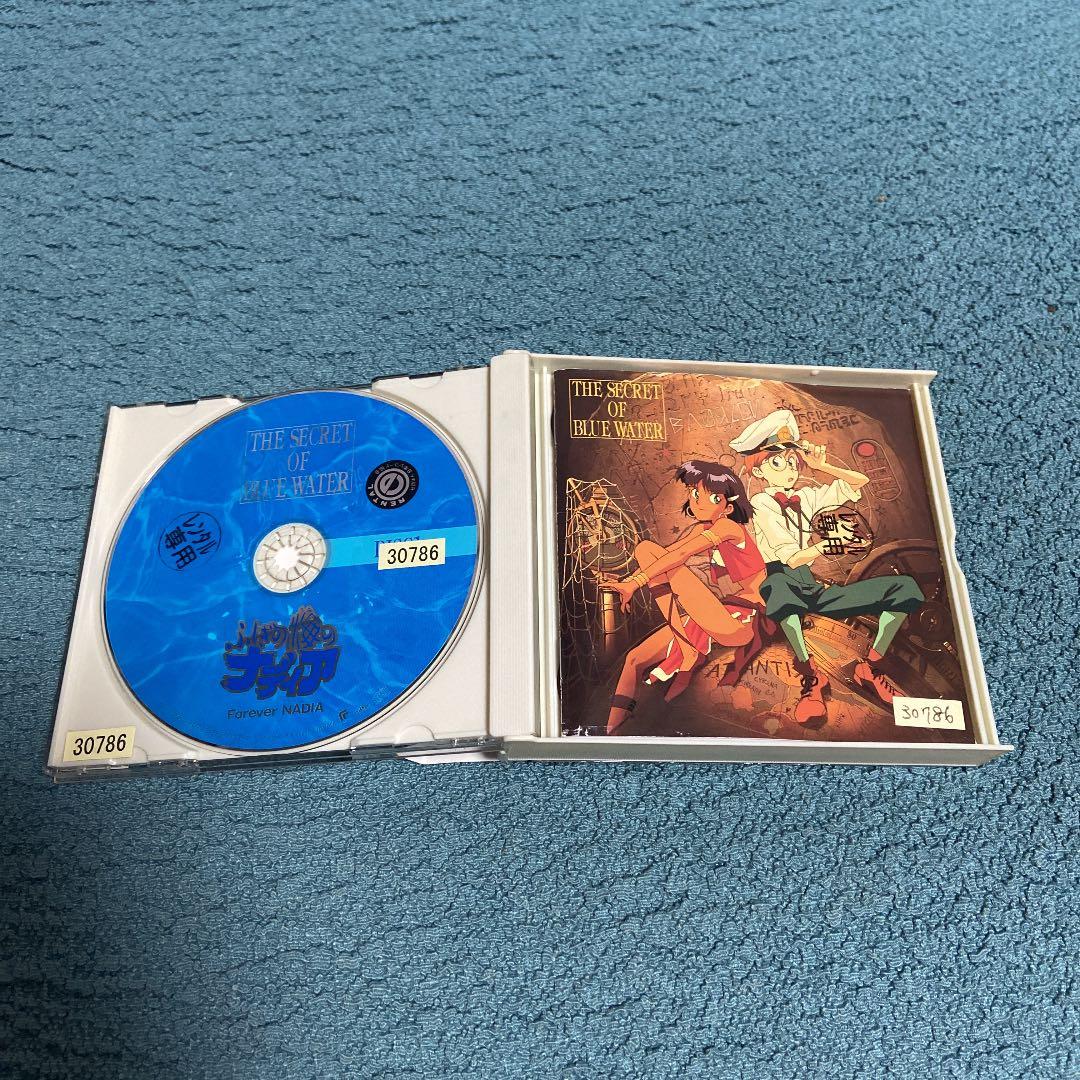 THE SECRET
OF
BLUE WATER
RENTAL
レンタル
専用
DISC1
30786
ふしぎの海の
ナディア
Forever NADIA
30786
THE SECRET
OF
BLUE WATER
レンタル
専用
ATLANTIS
30786